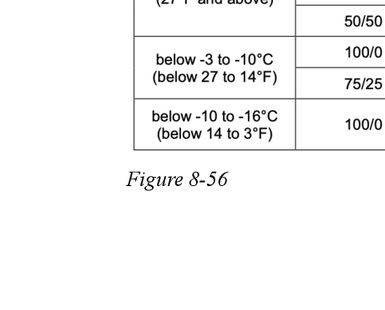 (27°F and above)
50/50
below -3 to -10°C
(below 27 to 14°F)
100/0
75/25
below -10 to -16°C
(below 14 to 3°F)
100/0
Figure 8-56